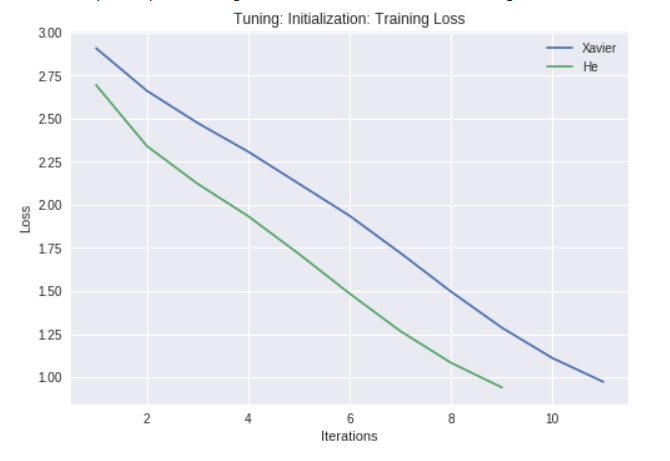 Tuning: Initialization: Training Loss
3.00
2.75
2.50
2.25
2.00
1.75
1.50
1.25
1.00
Loss
Xavier
He
2 4 6 8 10
Iterations